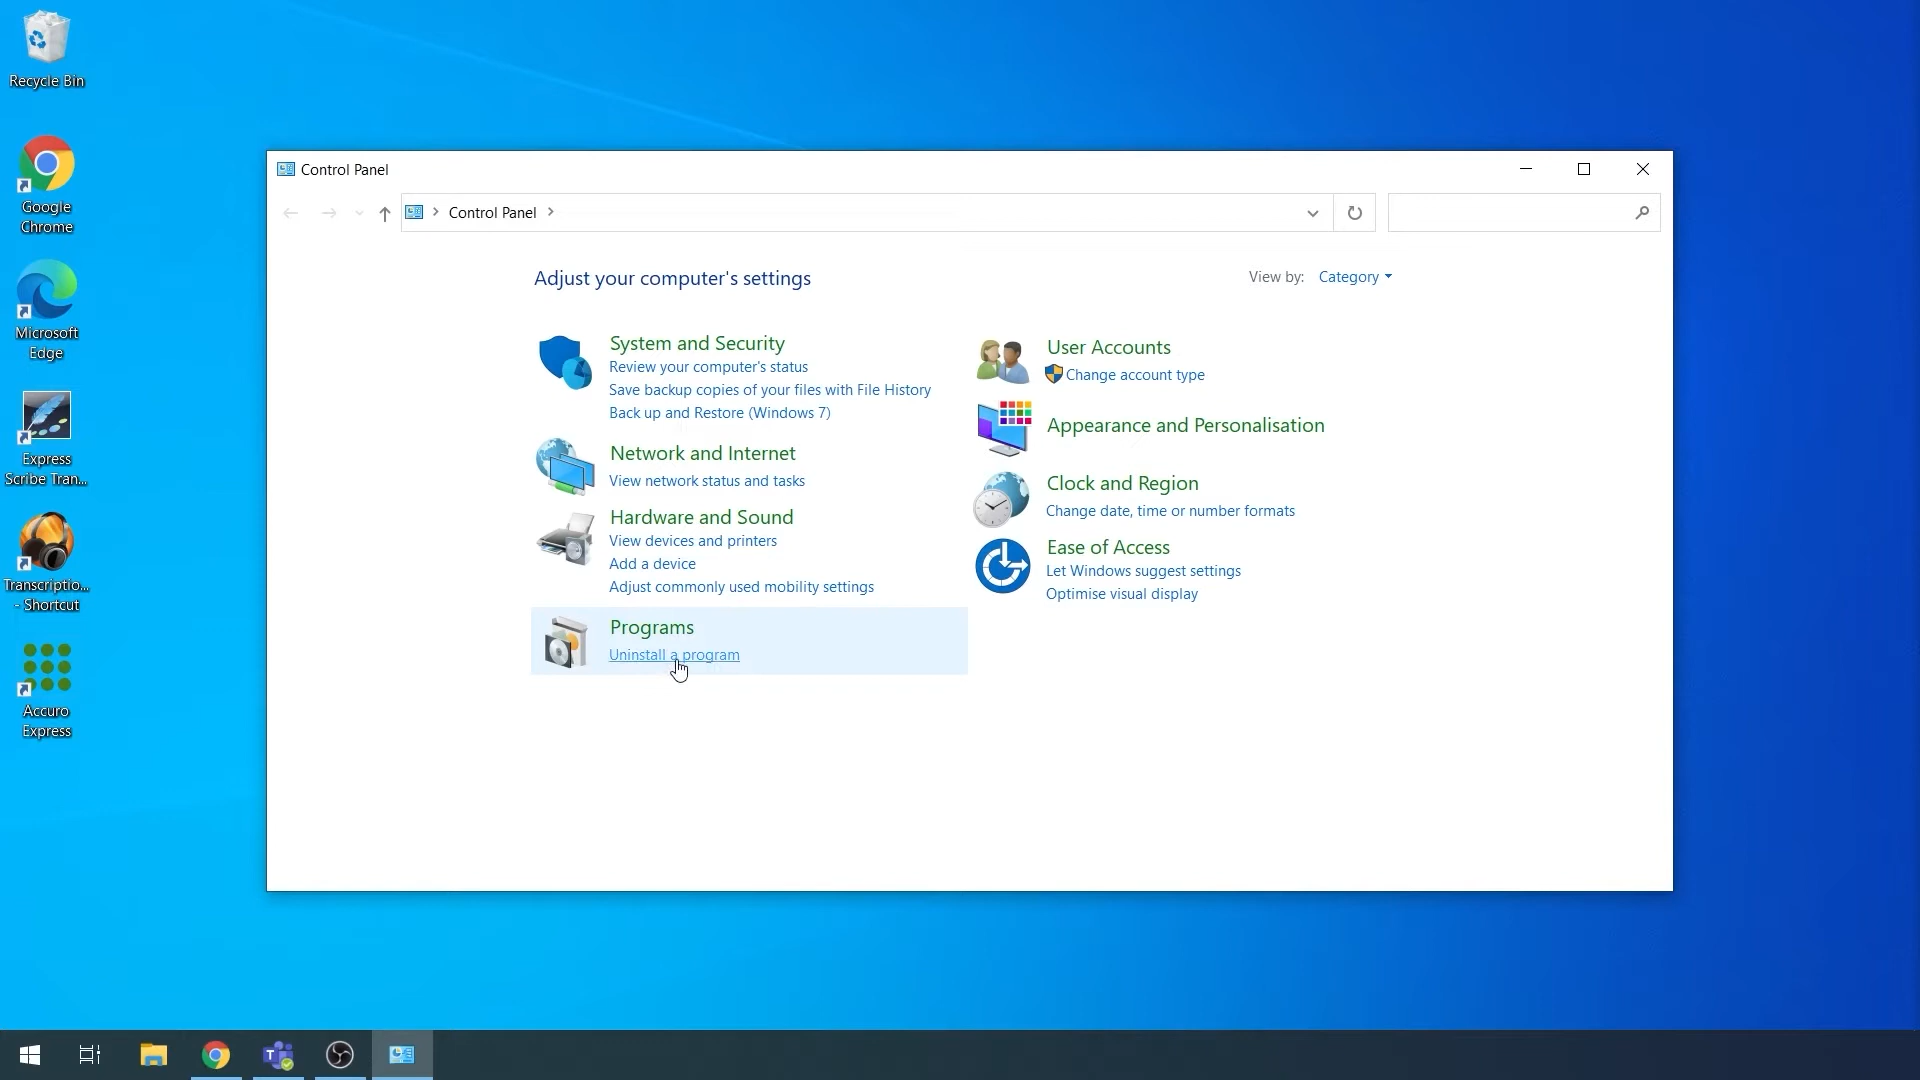 Recycle Bin
Google
Chrome
Microsoft
Edge
Express
Scribe Tran...
Transcriptio...
- Shortcut
Accuro
Express
Control Panel
Control Panel
Adjust your computer's settings
View by: Category
System and Security
Review your computer's status
Save backup copies of your files with File History
Back up and Restore (Windows 7)
Network and Internet
View network status and tasks
Hardware and Sound
View devices and printers
Add a device
Adjust commonly used mobility settings
Programs
Uninstall a program
User Accounts
Change account type
Appearance and Personalisation
Clock and Region
Change date, time or number formats
Ease of Access
Let Windows suggest settings
Optimise visual display